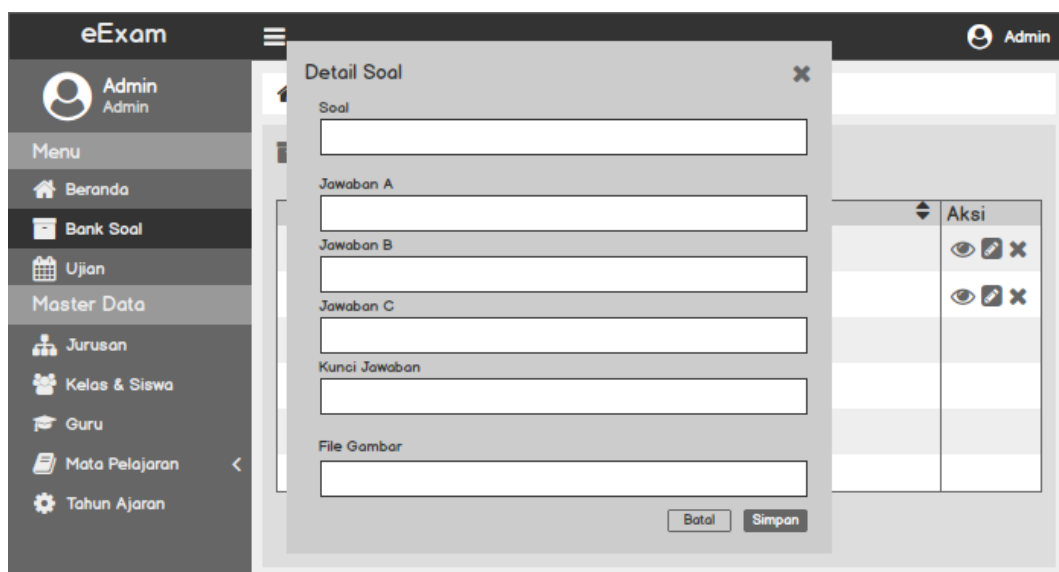 eExam
Admin
Admin
Admin
Menu
Beranda
Bank Soal
Ujian
Master Data
Jurusan
Kelas & Siswa
Guru
Mata Pelajaran
Tahun Ajaran
Detail Soal
Soal
Jawaban A
Jawaban B
Jawaban C
Kunci Jawaban
File Gambar
Batal Simpan
Aksi